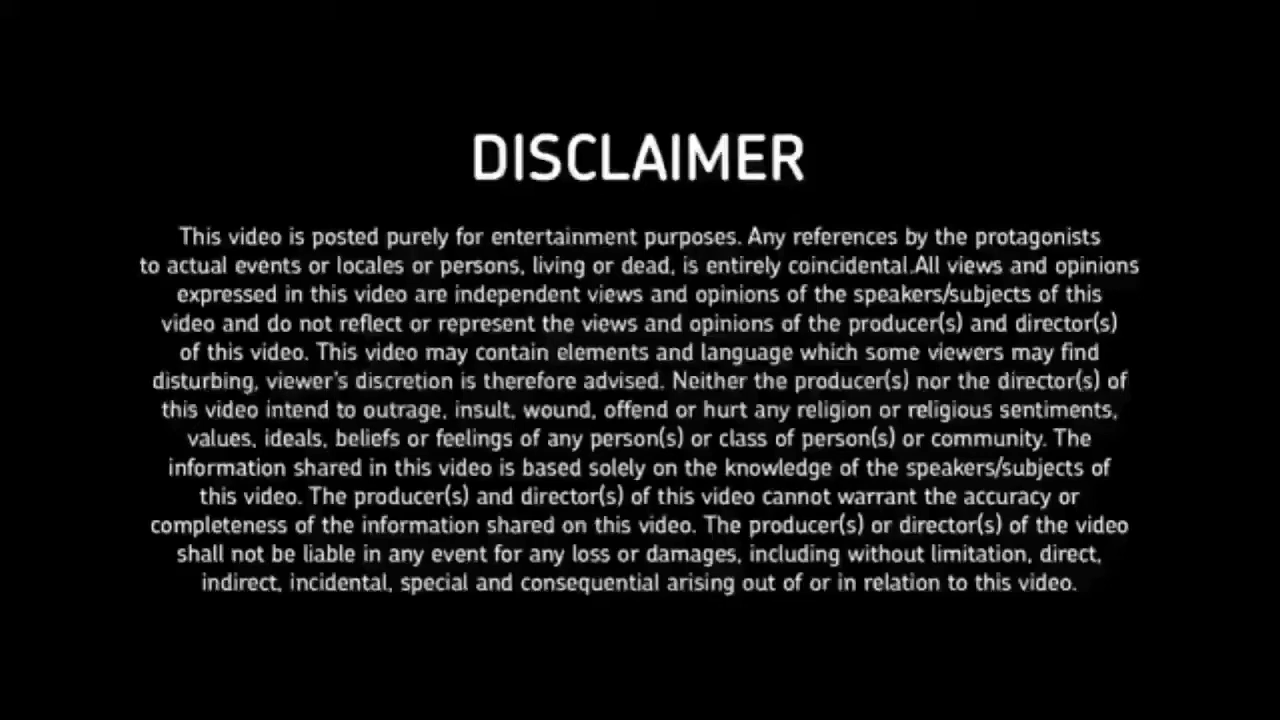 DISCLAIMER
This video is posted purely for entertainment purposes. Any references by the protagonists
to actual events or locales or persons, living or dead, is entirely coincidental.All views and opinions
expressed in this video are independent views and opinions of the speakers/subjects of this
video and do not reflect or represent the views and opinions of the producer(s) and director(s)
of this video. This video may contain elements and language which some viewers may find
disturbing, viewer's discretion is therefore advised. Neither the producer(s) nor the director(s) of
this video intend to outrage, insult, wound, offend or hurt any religion or religious sentiments,
values, ideals, beliefs or feelings of any person(s) or class of person(s) or community. The
information shared in this video is based solely on the knowledge of the speakers/subjects of
this video. The producer(s) and director(s) of this video cannot warrant the accuracy or
completeness of the information shared on this video. The producer(s) or director(s) of the video
shall not be liable in any event for any loss or damages, including without limitation, direct,
indirect, incidental, special and consequential arising out of or in relation to this video.